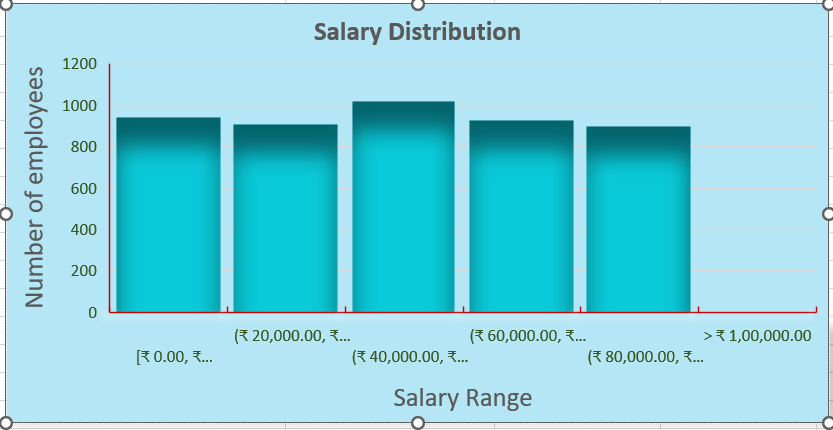 Salary Distribution
Number of employees
1200
1000
800
600
400
200
0
[₹ 0.00, ₹...
(₹ 20,000.00, ₹...
(₹ 40,000.00, ₹...
(₹ 60,000.00, ₹...
(₹ 80,000.00, ₹...
> ₹ 1,00,000.00
Salary Range